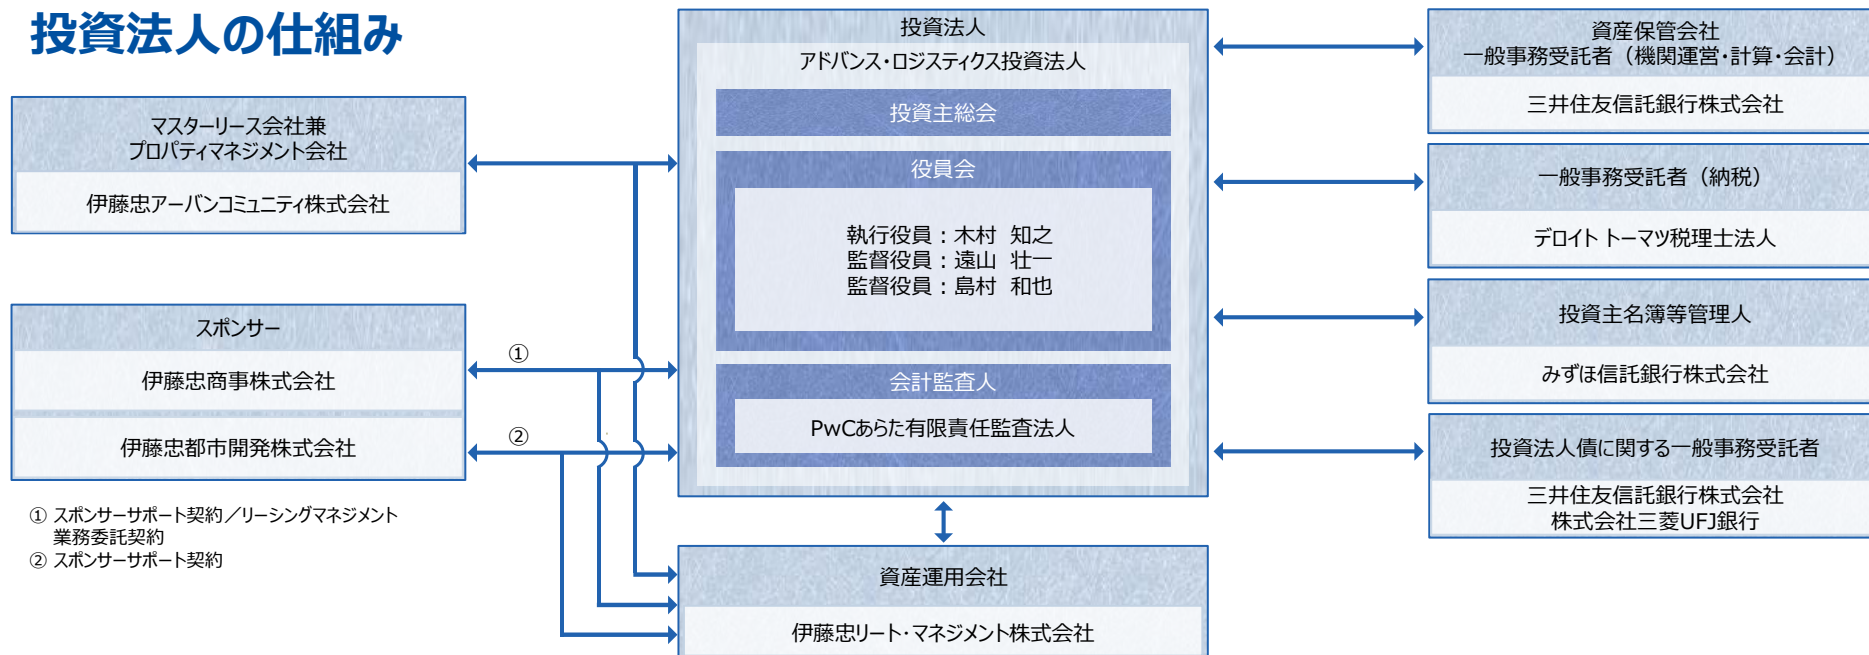 投資法人の仕組み
マスターリース会社兼
プロパティマネジメント会社
伊藤忠アーバンコミュニティ株式会社
スポンサー
伊藤忠商事株式会社
伊藤忠都市開発株式会社
① スポンサーサポート契約／リーシングマネジメント
業務委託契約
② スポンサーサポート契約
①
②
投資法人
アドバンス・ロジスティクス投資法人
投資主総会
役員会
執行役員：木村 知之
監督役員：遠山 壮一
監督役員：島村 和也
会計監査人
PwCあらた有限責任監査法人
資産運用会社
伊藤忠リート・マネジメント株式会社
資産保管会社
一般事務受託者（機関運営・計算・会計）
三井住友信託銀行株式会社
一般事務受託者（納税）
デロイト トーマツ税理士法人
投資主名簿等管理人
みずほ信託銀行株式会社
投資法人債に関する一般事務受託者
三井住友信託銀行株式会社
株式会社三菱UFJ銀行